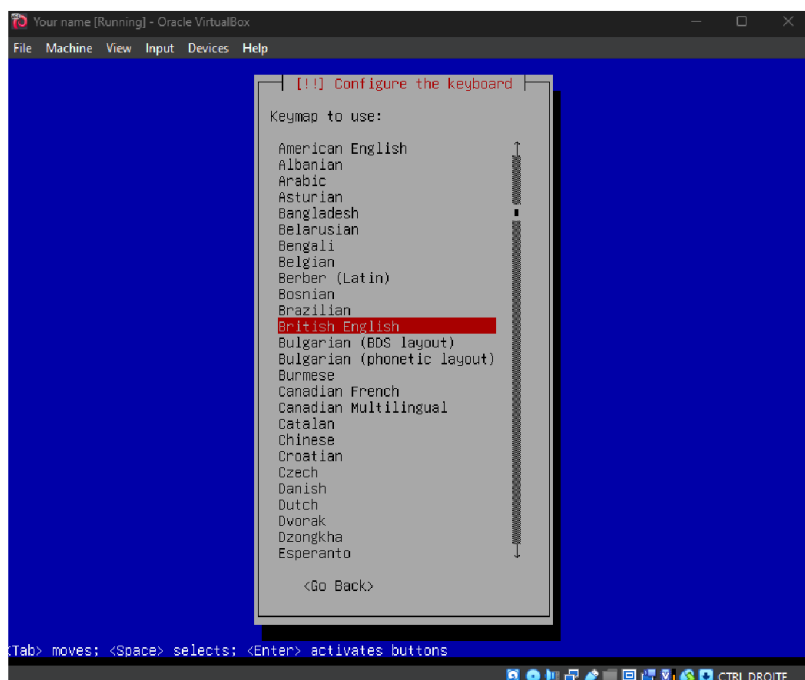 Your name [Running] - Oracle VirtualBox
File Machine View Input Devices Help
[!!] Configure the keyboard
Keymap to use:
American English
Albanian
Arabic
Asturian
Bangladesh
Belarusian
Bengali
Belgian
Berber (Latin)
Bosnian
Brazilian
British English
Bulgarian (BDS layout)
Bulgarian (phonetic layout)
Burmese
Canadian French
Canadian Multilingual
Catalan
Chinese
Croatian
Czech
Danish
Dutch
Dvorak
Dzongkha
Esperanto
<Go Back>
<Tab> moves; <Space> selects; <Enter> activates buttons
CTRL DROITE